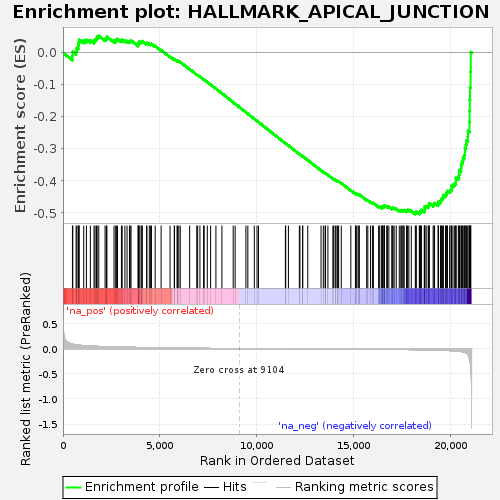 Enrichment plot: HALLMARK_APICAL_JUNCTION
Enrichment score (ES)
0.0
-0.1
-0.2
-0.3
-0.4
-0.5
'na_pos' (positively correlated)
Ranked list metric (PreRanked)
0.5
0.0
-0.5
-1.0
-1.5
Zero cross at 9104
'na_neg' (negatively correlated)
0
5,000
10,000
15,000
20,000
Rank in Ordered Dataset
Enrichment profile
Hits
Ranking metric scores